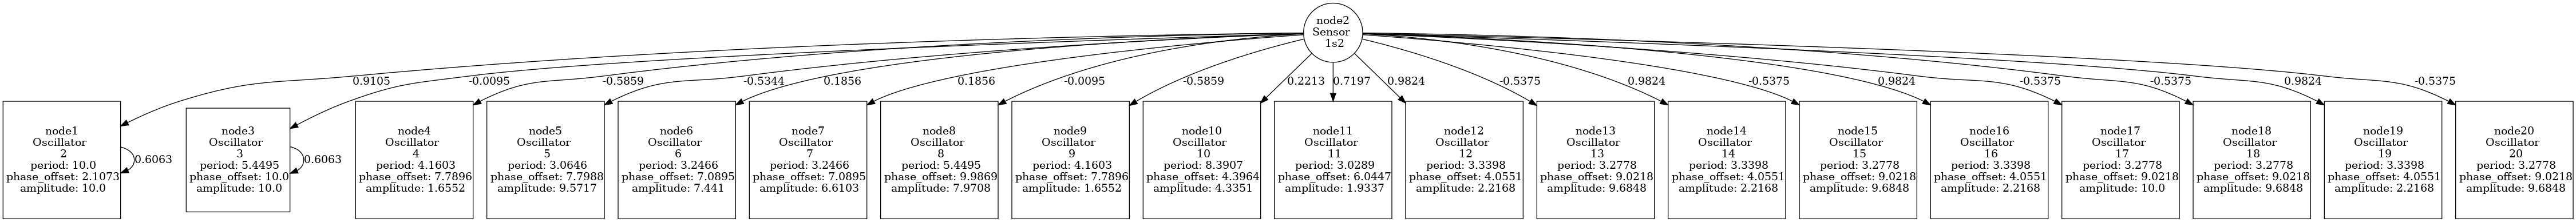 node2
Sensor
1s2
0.9105
-0.0095
-0.5859
-0.5344
0.1856
0.1856
-0.0095
-0.5859
0.2213
0.7197
0.9824
-0.5375
0.9824
-0.5375
0.9824
-0.5375
-0.5375
0.9824
-0.5375
node1
Oscillator
2
period: 10.0
phase_offset: 2.1073
amplitude: 10.0
0.6063
node3
Oscillator
3
period: 5.4495
phase_offset: 10.0
amplitude: 10.0
0.6063
node4
Oscillator
4
period: 4.1603
phase_offset: 7.7896
amplitude: 1.6552
node5
Oscillator
5
period: 3.0646
phase_offset: 7.7988
amplitude: 9.5717
node6
Oscillator
6
period: 3.2466
phase_offset: 7.0895
amplitude: 7.441
node7
Oscillator
7
period: 3.2466
phase_offset: 7.0895
amplitude: 6.6103
node8
Oscillator
8
period: 5.4495
phase_offset: 9.9869
amplitude: 7.9708
node9
Oscillator
9
period: 4.1603
phase_offset: 7.7896
amplitude: 1.6552
node10
Oscillator
10
period: 8.3907
phase_offset: 4.3964
amplitude: 4.3351
node11
Oscillator
11
period: 3.0289
phase_offset: 6.0447
amplitude: 1.9337
node12
Oscillator
12
period: 3.3398
phase_offset: 4.0551
amplitude: 2.2168
node13
Oscillator
13
period: 3.2778
phase_offset: 9.0218
amplitude: 9.6848
node14
Oscillator
14
period: 3.3398
phase_offset: 4.0551
amplitude: 2.2168
node15
Oscillator
15
period: 3.2778
phase_offset: 9.0218
amplitude: 9.6848
node16
Oscillator
16
period: 3.3398
phase_offset: 4.0551
amplitude: 2.2168
node17
Oscillator
17
period: 3.2778
phase_offset: 9.0218
amplitude: 10.0
node18
Oscillator
18
period: 3.2778
phase_offset: 9.0218
amplitude: 9.6848
node19
Oscillator
19
period: 3.3398
phase_offset: 4.0551
amplitude: 2.2168
node20
Oscillator
20
period: 3.2778
phase_offset: 9.0218
amplitude: 9.6848